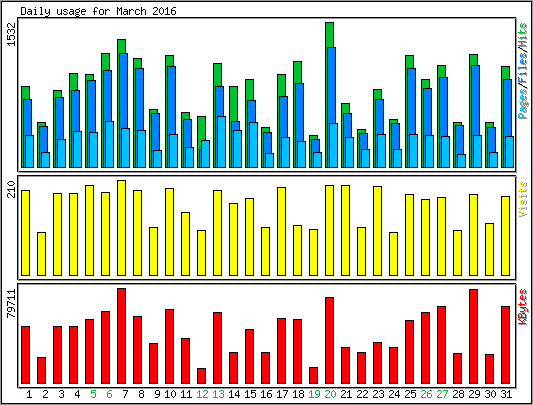 Daily usage for March 2016
1532
Pages/Files/Hits
210
Visits
79711
KBytes
1 2 3 4 5 6 7 8 9 10 11 12 13 14 15 16 17 18 19 20 21 22 23 24 25 26 27 28 29 30 31